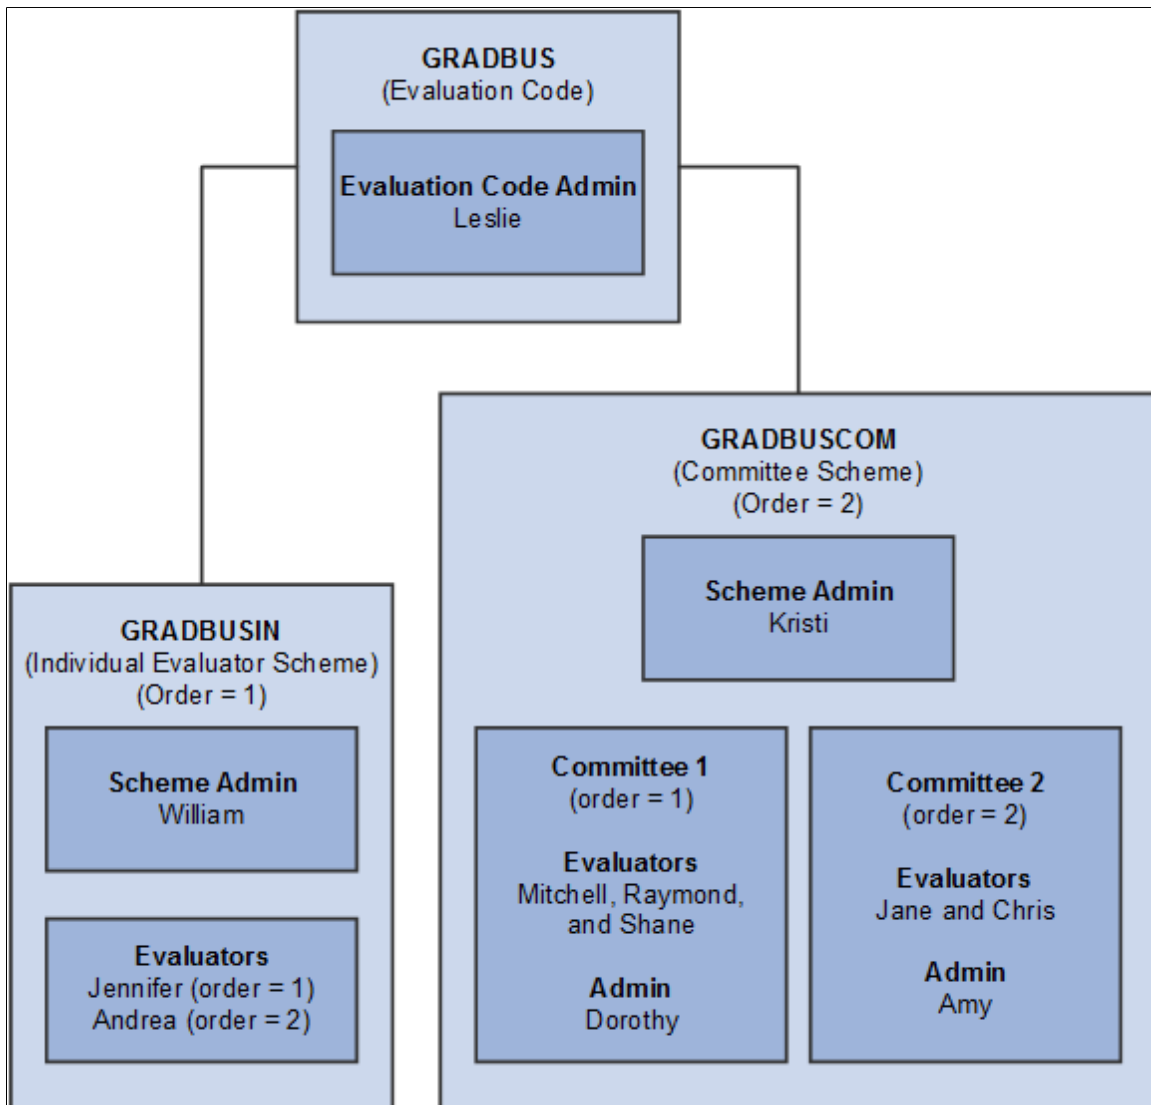 GRADBUS
(Evaluation Code)
Evaluation Code Admin
Leslie
GRADBUSCOM
(Committee Scheme)
(Order = 2)
Scheme Admin
Kristi
GRADBUSIN
(Individual Evaluator Scheme)
(Order = 1)
Scheme Admin
William
Evaluators
Jennifer (order = 1)
Andrea (order = 2)
Committee 1
(order = 1)
Evaluators
Mitchell, Raymond,
and Shane
Admin
Dorothy
Committee 2
(order = 2)
Evaluators
Jane and Chris
Admin
Amy